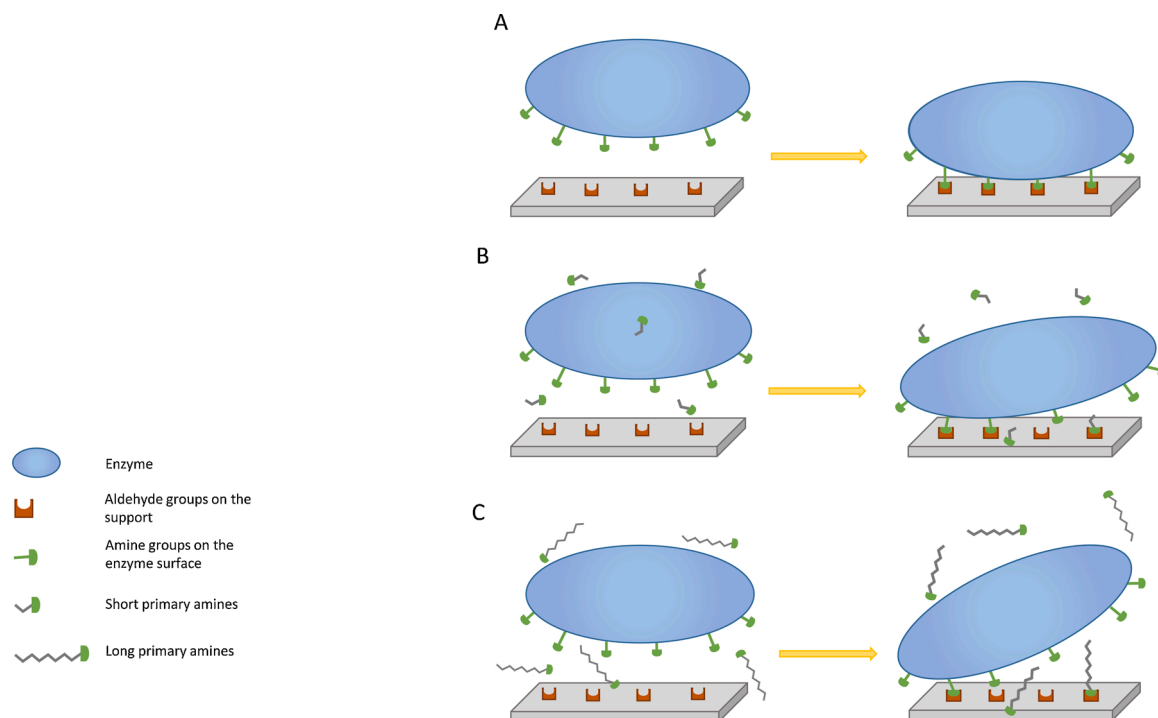 A
B
C
Enzyme
Aldehyde groups on the
support
Amine groups on the
enzyme surface
Short primary amines
Long primary amines